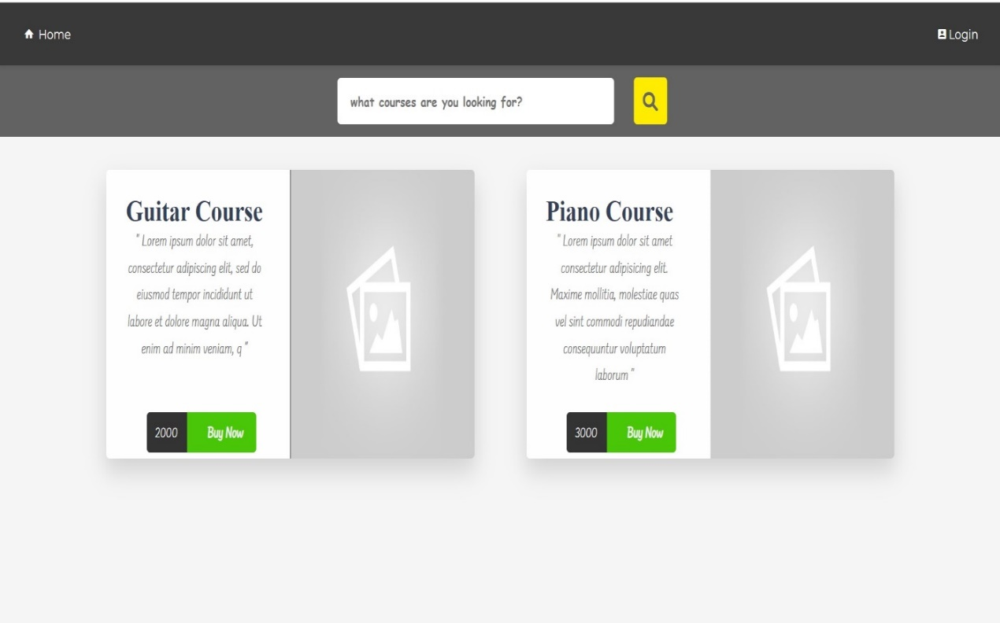 Home
Login
what courses are you looking for?
Guitar Course
" Lorem ipsum dolor sit amet,
consectetur adipiscing elit, sed do
eiusmod tempor incididunt ut
labore et dolore magna aliqua. Ut
enim ad minim veniam, q "
2000 Buy Now
Piano Course
" Lorem ipsum dolor sit amet
consectetur adipisicing elit.
Maxime mollitia, molestiae quas
vel sint commodi repudiandae
consequuntur voluptatum
laborum "
3000 Buy Now